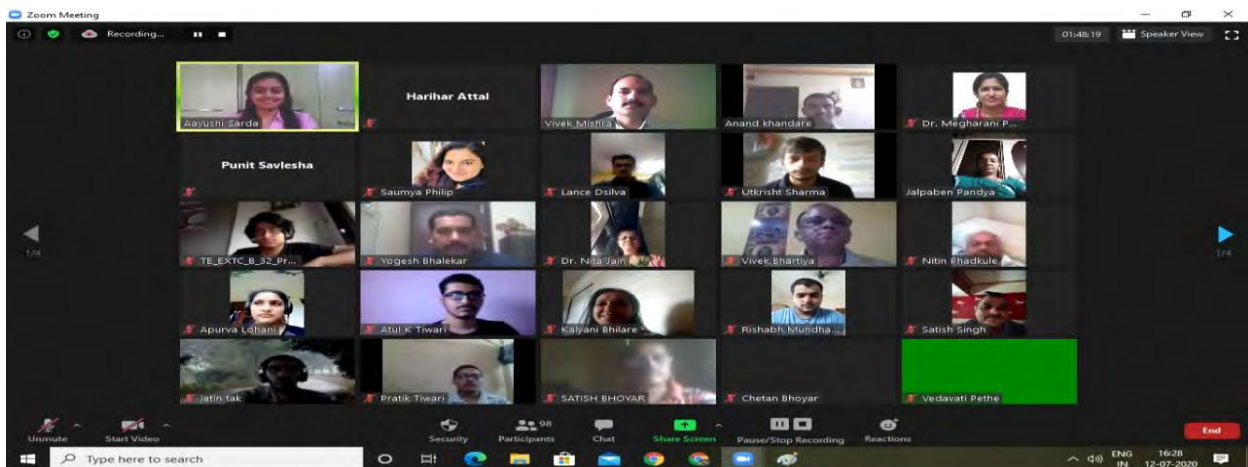 Zoom Meeting
Recording...
01:48:19 Speaker View
Aayushi Sarda
Harihar Attal
Vivek Mishra
Anand khandare
Dr. Megharani P...
Punit Savlesha
Saumya Philip
Lance Dsilva
Utkrisht Sharma
Jalpaben Pandya
TE_EXTC_B_32_Pr...
Yogesh Bhalekar
Dr. Nita Jain
Vivek Bhartiya
Nitin Phadkule
Apurva Lohani
Atul K Tiwari
Kalyani Bhilare
Rishabh Mundha...
Satish Singh
jatin tak
Pratik Tiwari
SATISH BHOYAR
Chetan Bhoyar
Vedavati Pethe
1/4
1/4
Unmute
Start Video
Security
Participants 98
Chat
Share Screen
Pause/Stop Recording
Reactions
End
Type here to search
ENG 16:28
IN 12-07-2020